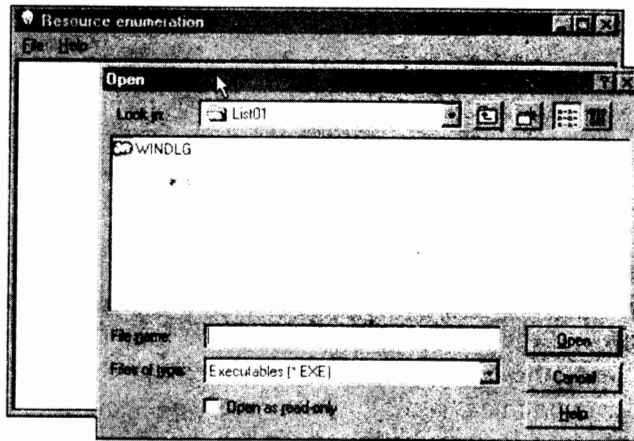 Resource enumeration
File Help
Open
Look in: List01
WINDLG
File name:
Files of type: Executables (*.EXE)
Open as read-only
Open
Cancel
Help